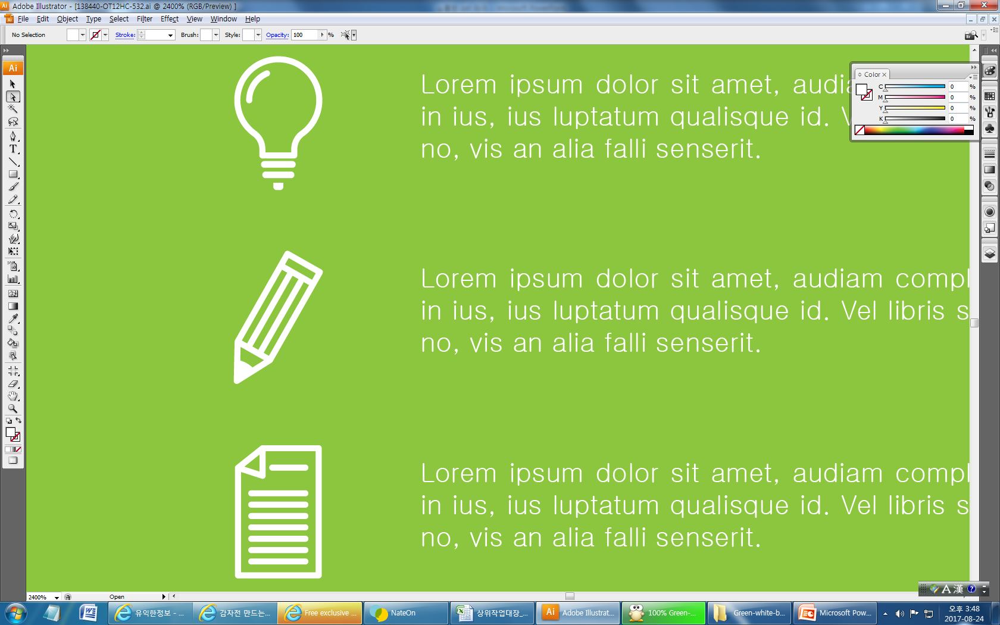 Adobe Illustrator - [138440-OT12HC-532.ai @ 2400% (RGB/Preview) ]
File Edit Object Type Select Filter Effect View Window Help
No Selection Stroke: Brush: Style: Opacity: 100 %
Ai
Color
C 0 %
M 0 %
Y 0 %
K 0 %
Lorem ipsum dolor sit amet, audia
in ius, ius luptatum qualisque id. V
no, vis an alia falli senserit.
Lorem ipsum dolor sit amet, audiam compl
in ius, ius luptatum qualisque id. Vel libris s
no, vis an alia falli senserit.
Lorem ipsum dolor sit amet, audiam compl
in ius, ius luptatum qualisque id. Vel libris s
no, vis an alia falli senserit.
2400% Open
A 漢
유익한정보 - ... 감자전 만드는... Free exclusive ... NateOn 상위작업대장_... Adobe Illustrat... 100% Green-... Green-white-b... Microsoft Pow...
오후 3:48
2017-08-24